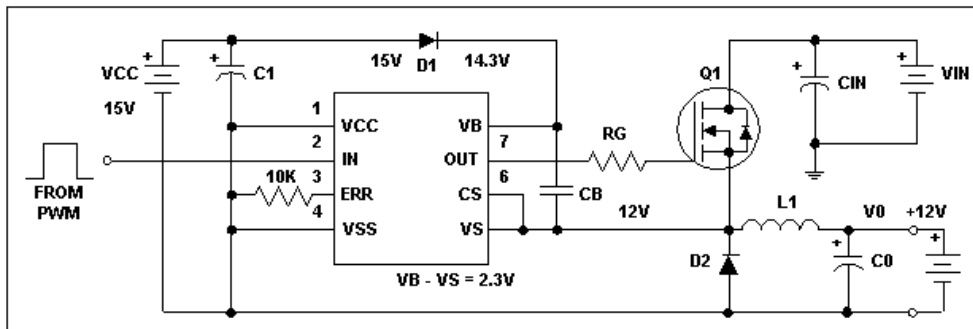 +
VCC
15V
+
C1
15V
D1
14.3V
Q1
+
CIN
+
VIN
1
VCC
VB
2
IN
7
OUT
RG
FROM
PWM
10K
3
ERR
6
CS
CB
4
VSS
VS
12V
L1
V0
+12V
+
VB - VS = 2.3V
D2
+
C0